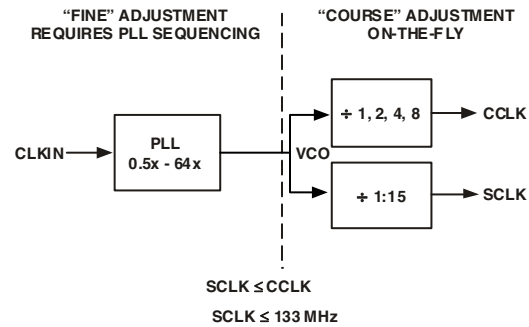 “FINE” ADJUSTMENT
REQUIRES PLL SEQUENCING
“COURSE” ADJUSTMENT
ON-THE-FLY
CLKIN
PLL
0.5x - 64x
VCO
÷ 1, 2, 4, 8
CCLK
÷ 1:15
SCLK
SCLK ≤ CCLK
SCLK ≤ 133 MHz